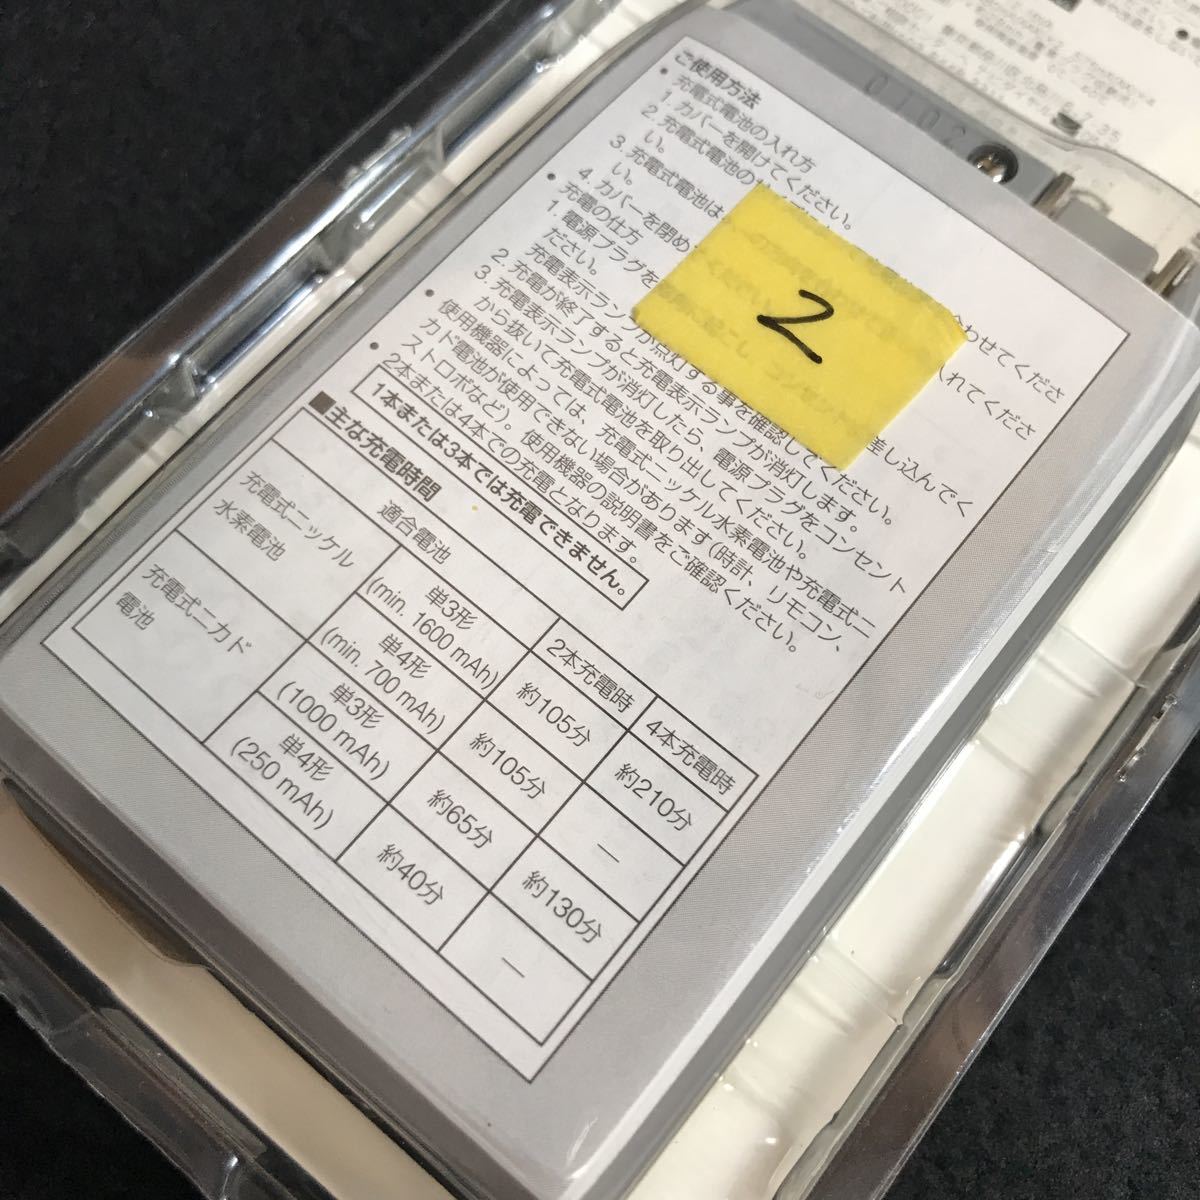 ご使用方法
• 充電式電池の入れ方
1. カバーを開けてください。
2. 充電式電池の
わせてくださ
い。
3. 充電式電池は
入れてくださ
い。
4. カバーを閉め
• 充電の仕方
1. 電源プラグを
差し込んでく
ださい。
充電表示ランプが点灯する事を確認してください。
2. 充電が終了すると充電表示ランプが消灯します。
3. 充電表示ランプが消灯したら、電源プラグをコンセント
から抜いて充電式電池を取り出してください。
• 使用機器によっては、充電式ニッケル水素電池や充電式ニ
カド電池が使用できない場合があります(時計、リモコン、
ストロボなど)。使用機器の説明書をご確認ください。
• 2本または4本での充電となります。
1本または3本では充電できません。
2
■主な充電時間
適合電池 2本充電時 4本充電時
充電式ニッケル
水素電池
単3形
(min. 1600 mAh)
約105分 約210分
単4形
(min. 700 mAh)
約105分 —
充電式ニカド
電池
単3形
(1000 mAh)
約65分 約130分
単4形
(250 mAh)
約40分 —